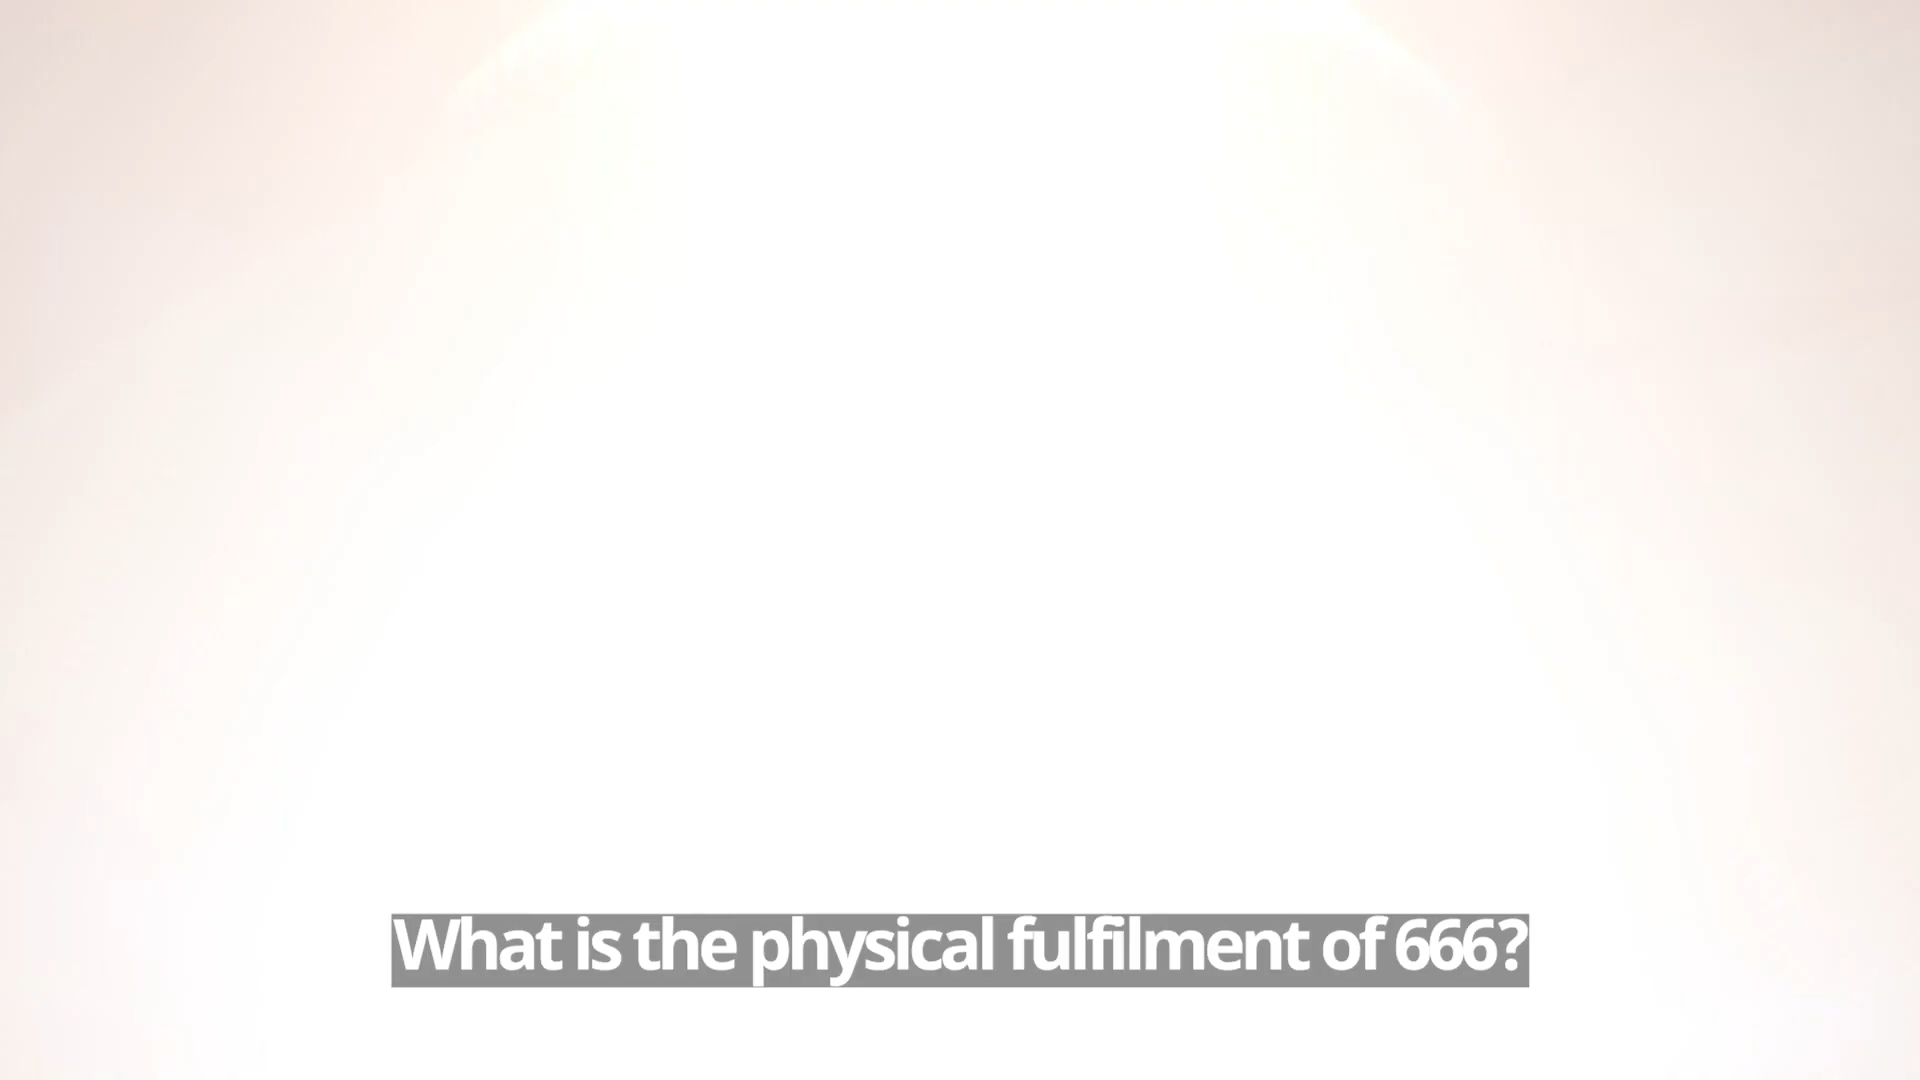 What is the physical fulfilment of 666?